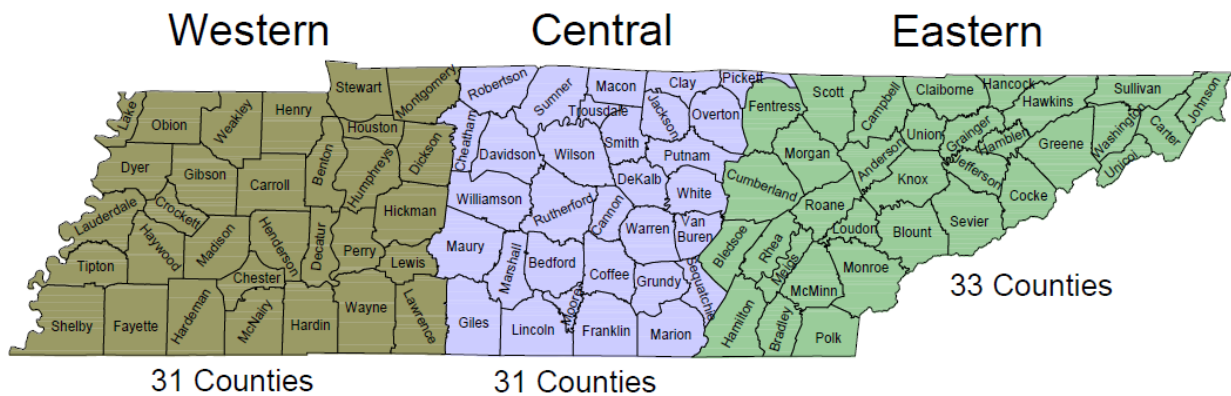 Western
Central
Eastern
Lake
Obion
Weakley
Henry
Stewart
Montgomery
Houston
Dyer
Gibson
Carroll
Benton
Humphreys
Dickson
Lauderdale
Crockett
Hickman
Tipton
Haywood
Madison
Henderson
Decatur
Perry
Lewis
Chester
Shelby
Fayette
Hardeman
McNairy
Hardin
Wayne
Lawrence
Robertson
Sumner
Macon
Clay
Pickett
Trousdale
Jackson
Overton
Cheatham
Davidson
Wilson
Smith
Putnam
DeKalb
White
Williamson
Rutherford
Cannon
Warren
Van
Buren
Maury
Marshall
Bedford
Coffee
Grundy
Sequatchie
Giles
Lincoln
Moore
Franklin
Marion
Fentress
Scott
Campbell
Claiborne
Hancock
Hawkins
Sullivan
Johnson
Morgan
Anderson
Union
Grainger
Hamblen
Greene
Washington
Carter
Unicoi
Cumberland
Roane
Knox
Jefferson
Cocke
Sevier
Loudon
Blount
Bledsoe
Rhea
Meigs
McMinn
Monroe
Hamilton
Bradley
Polk
33 Counties
31 Counties
31 Counties